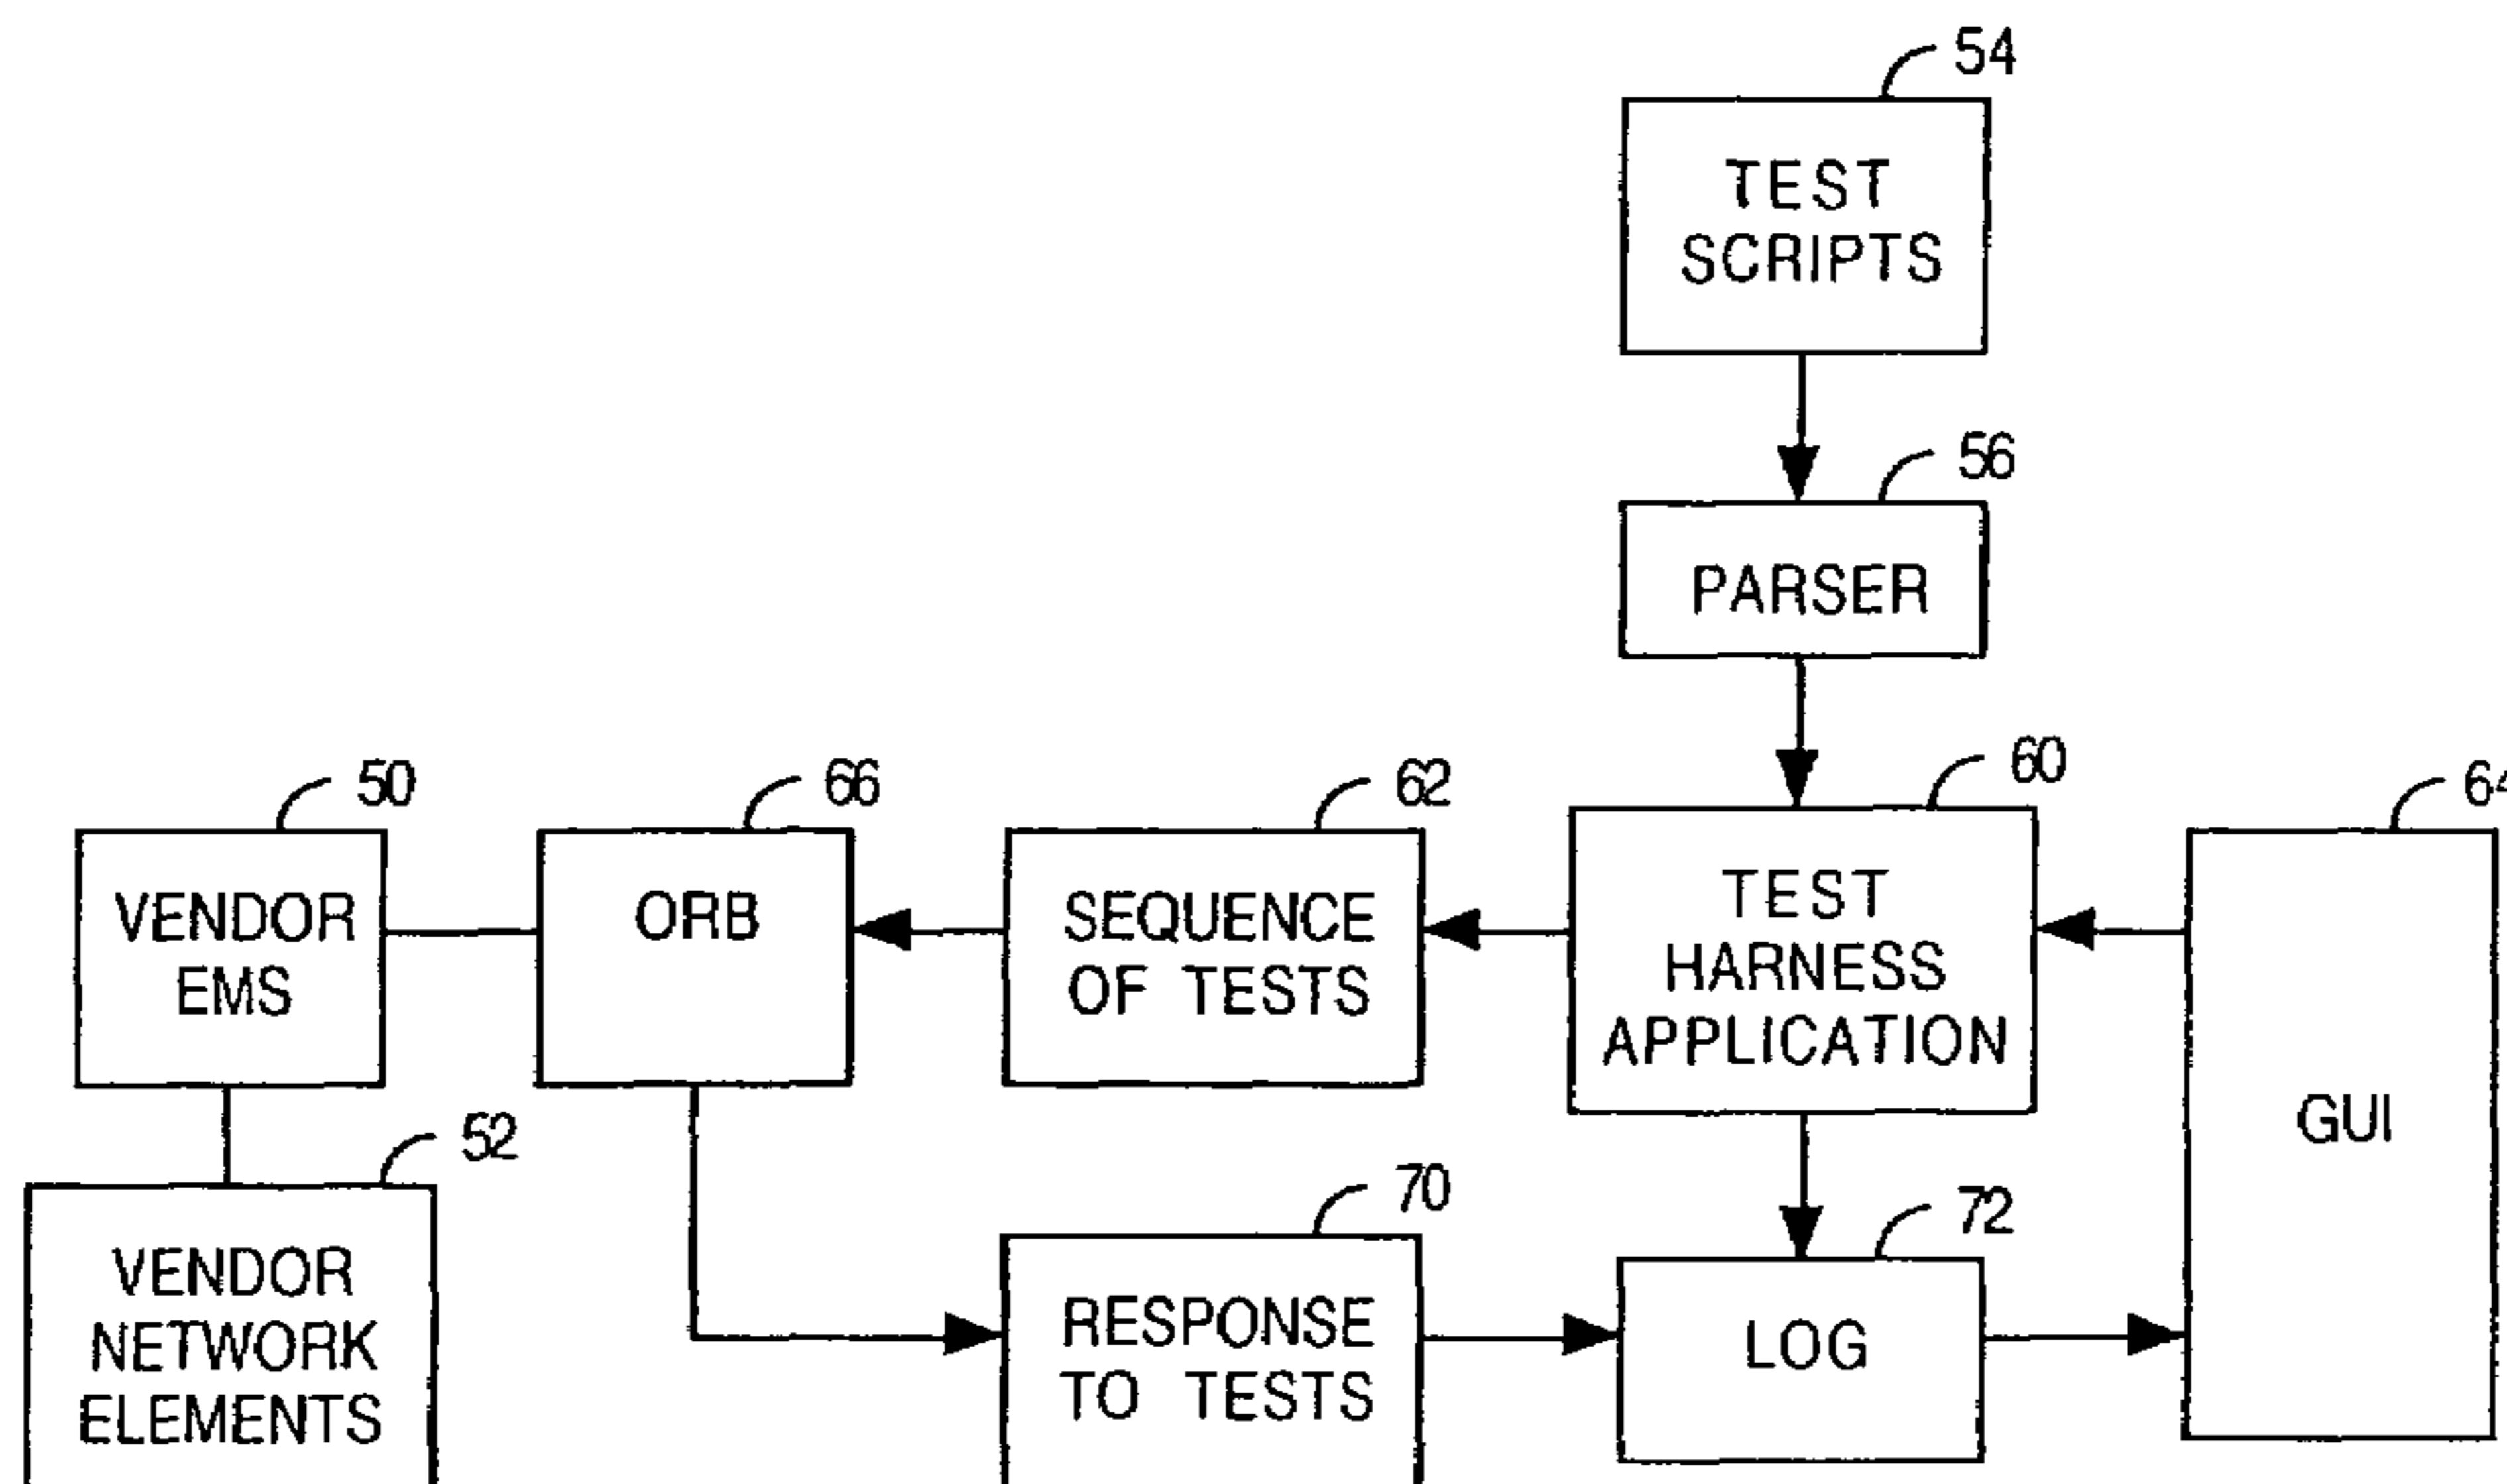 54
TEST
SCRIPTS
56
PARSER
60
TEST
HARNESS
APPLICATION
50
VENDOR
EMS
66
ORB
62
SEQUENCE
OF TESTS
64
GUI
52
VENDOR
NETWORK
ELEMENTS
70
RESPONSE
TO TESTS
72
LOG